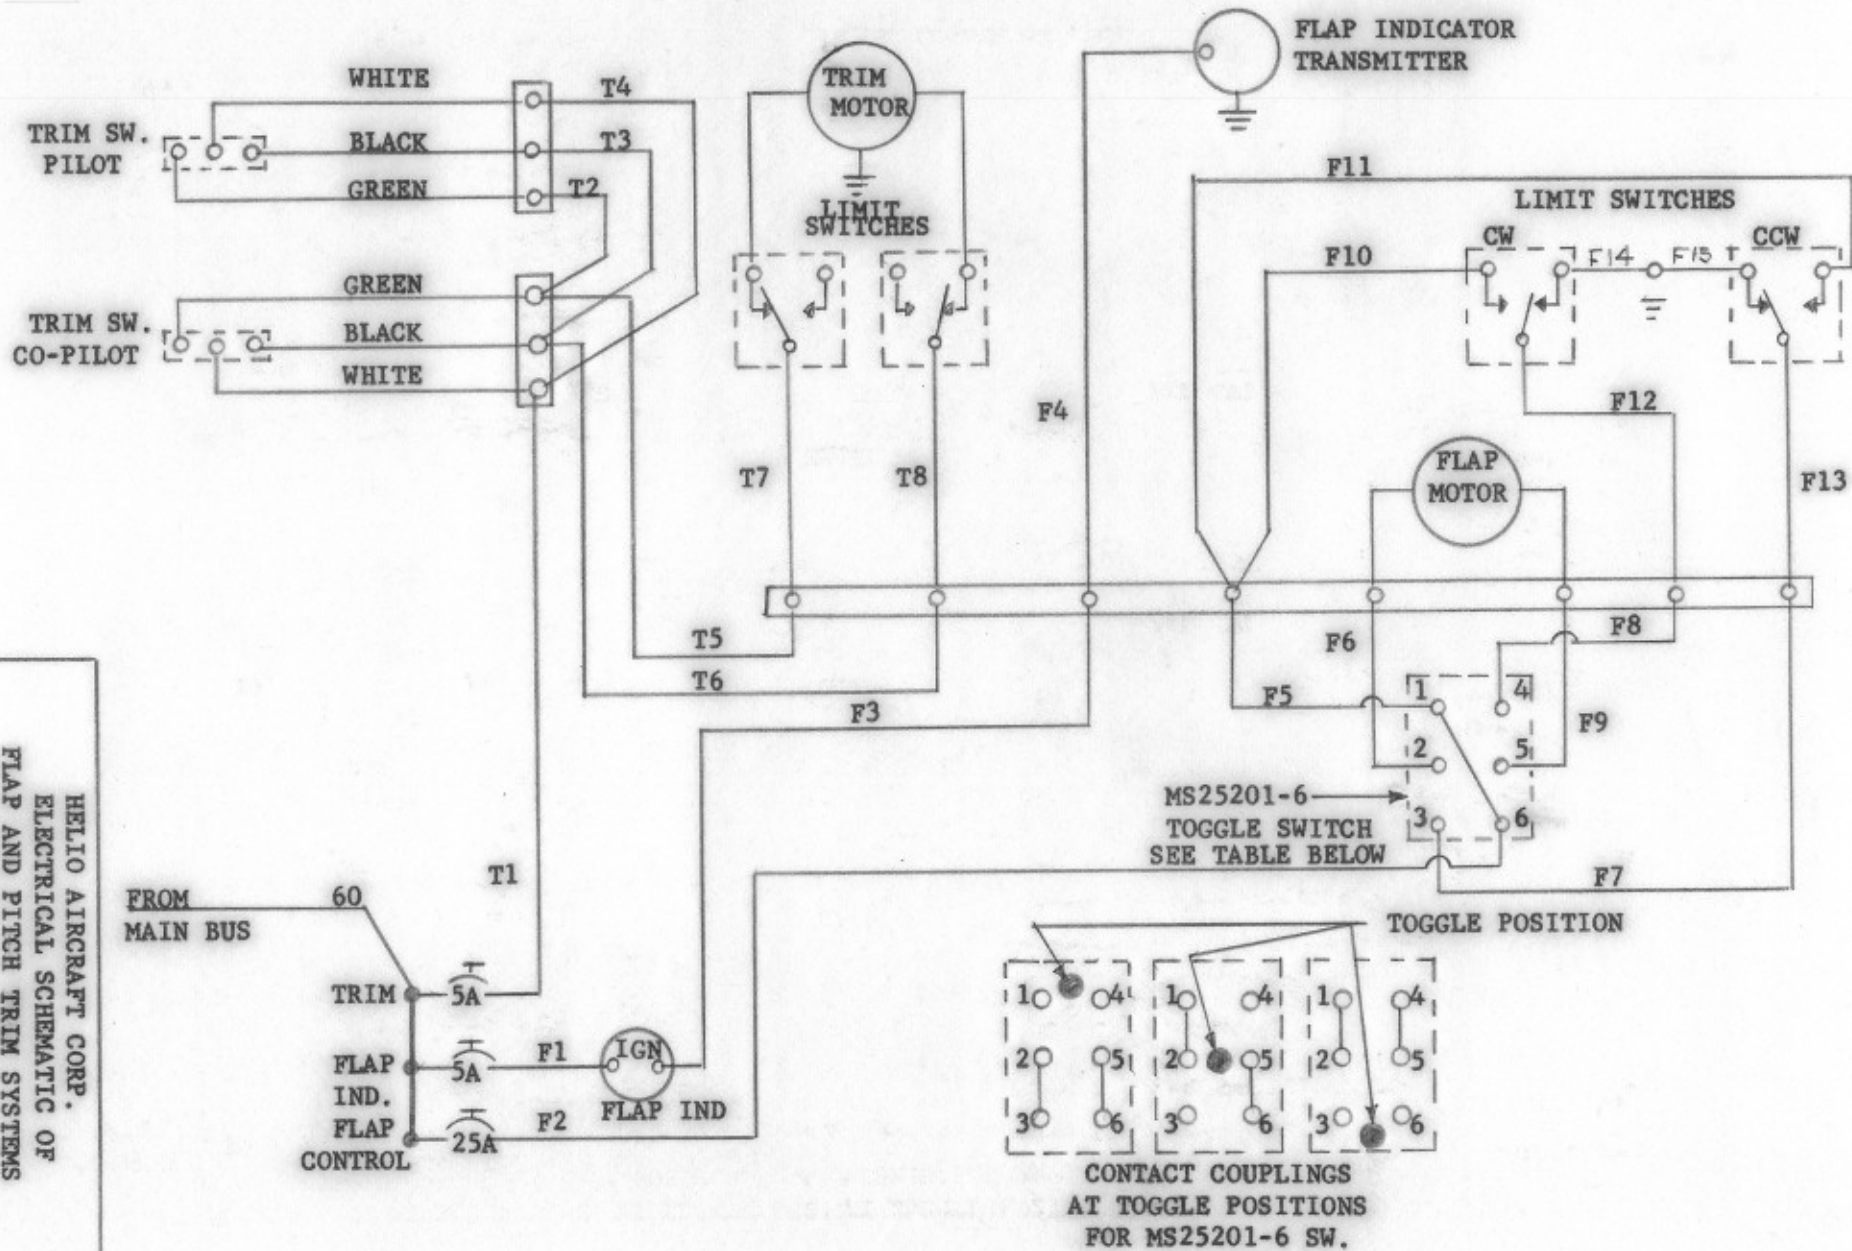 FLAP INDICATOR
TRANSMITTER
WHITE
T4
TRIM
MOTOR
TRIM SW.
PILOT
BLACK
T3
GREEN
T2
LIMIT
SWITCHES
F11
LIMIT SWITCHES
CW
F14
F15
CCW
F10
TRIM SW.
CO-PILOT
GREEN
BLACK
WHITE
F4
F12
T7
T8
FLAP
MOTOR
F13
T5
T6
F3
F6
F8
F5
1
4
F9
2
5
3
6
MS25201-6
TOGGLE SWITCH
SEE TABLE BELOW
F7
T1
FROM
MAIN BUS
60
TRIM
5A
FLAP
IND.
5A
F1
IGN
FLAP IND
FLAP
CONTROL
25A
F2
TOGGLE POSITION
1 4 1 4 1 4
2 5 2 5 2 5
3 6 3 6 3 6
CONTACT COUPLINGS
AT TOGGLE POSITIONS
FOR MS25201-6 SW.
HELIO AIRCRAFT CORP.
ELECTRICAL SCHEMATIC OF
FLAP AND PITCH TRIM SYSTEMS